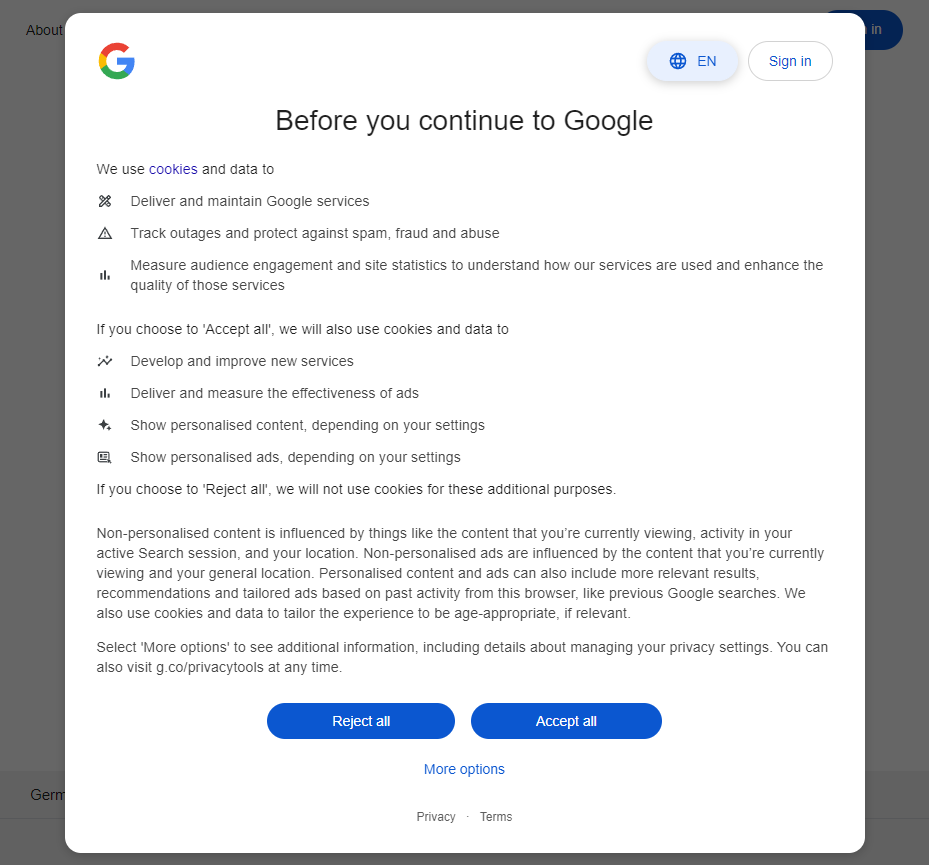 About
in
EN
Sign in
Before you continue to Google
We use cookies and data to
Deliver and maintain Google services
Track outages and protect against spam, fraud and abuse
Measure audience engagement and site statistics to understand how our services are used and enhance the
quality of those services
If you choose to 'Accept all', we will also use cookies and data to
Develop and improve new services
Deliver and measure the effectiveness of ads
Show personalised content, depending on your settings
Show personalised ads, depending on your settings
If you choose to 'Reject all', we will not use cookies for these additional purposes.
Non-personalised content is influenced by things like the content that you’re currently viewing, activity in your
active Search session, and your location. Non-personalised ads are influenced by the content that you’re currently
viewing and your general location. Personalised content and ads can also include more relevant results,
recommendations and tailored ads based on past activity from this browser, like previous Google searches. We
also use cookies and data to tailor the experience to be age-appropriate, if relevant.
Select 'More options' to see additional information, including details about managing your privacy settings. You can
also visit g.co/privacytools at any time.
Reject all Accept all
More options
Germ
Privacy · Terms